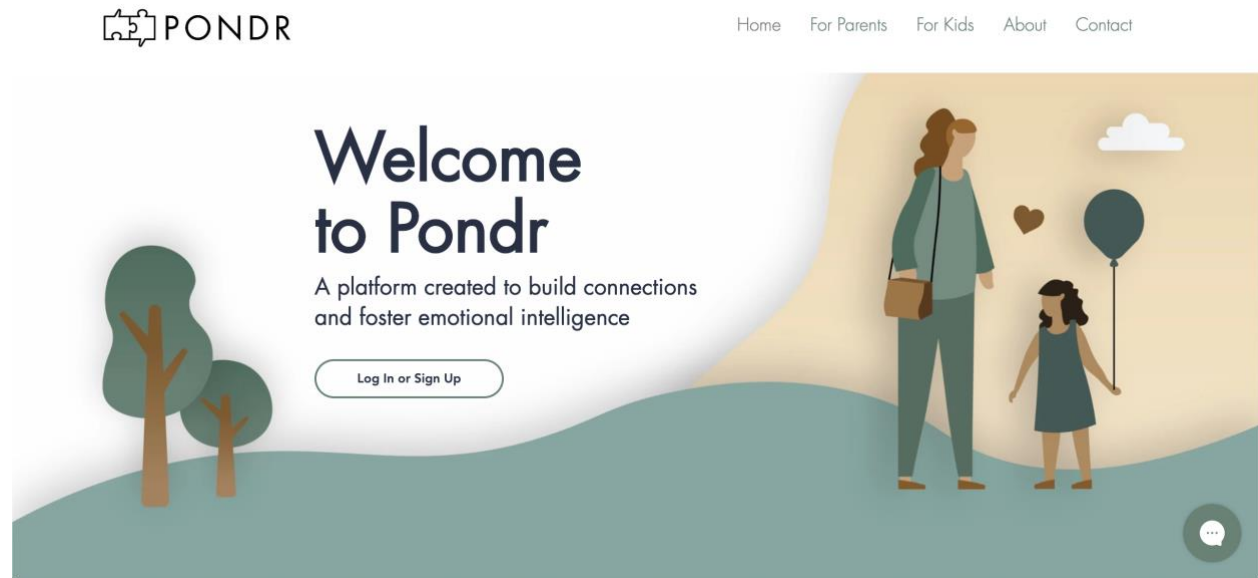 PONDR
Home For Parents For Kids About Contact
Welcome
to Pondr
A platform created to build connections
and foster emotional intelligence
Log In or Sign Up